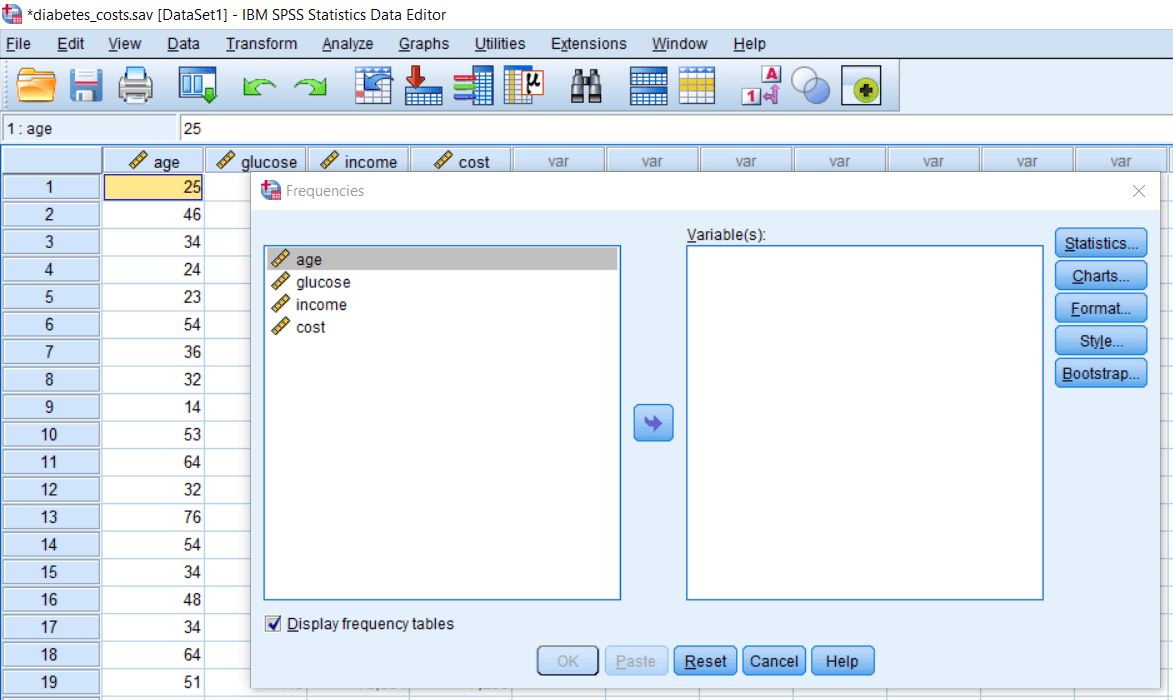 *diabetes_costs.sav [DataSet1] - IBM SPSS Statistics Data Editor
File Edit View Data Transform Analyze Graphs Utilities Extensions Window Help
A
1
µ
1 : age 25
age glucose income cost var var var var var var var
1 25
2 46
3 34
4 24
5 23
6 54
7 36
8 32
9 14
10 53
11 64
12 32
13 76
14 54
15 34
16 48
17 34
18 64
19 51
Frequencies
Variable(s):
age
glucose
income
cost
Statistics...
Charts...
Format...
Style...
Bootstrap...
Display frequency tables
OK Paste Reset Cancel Help